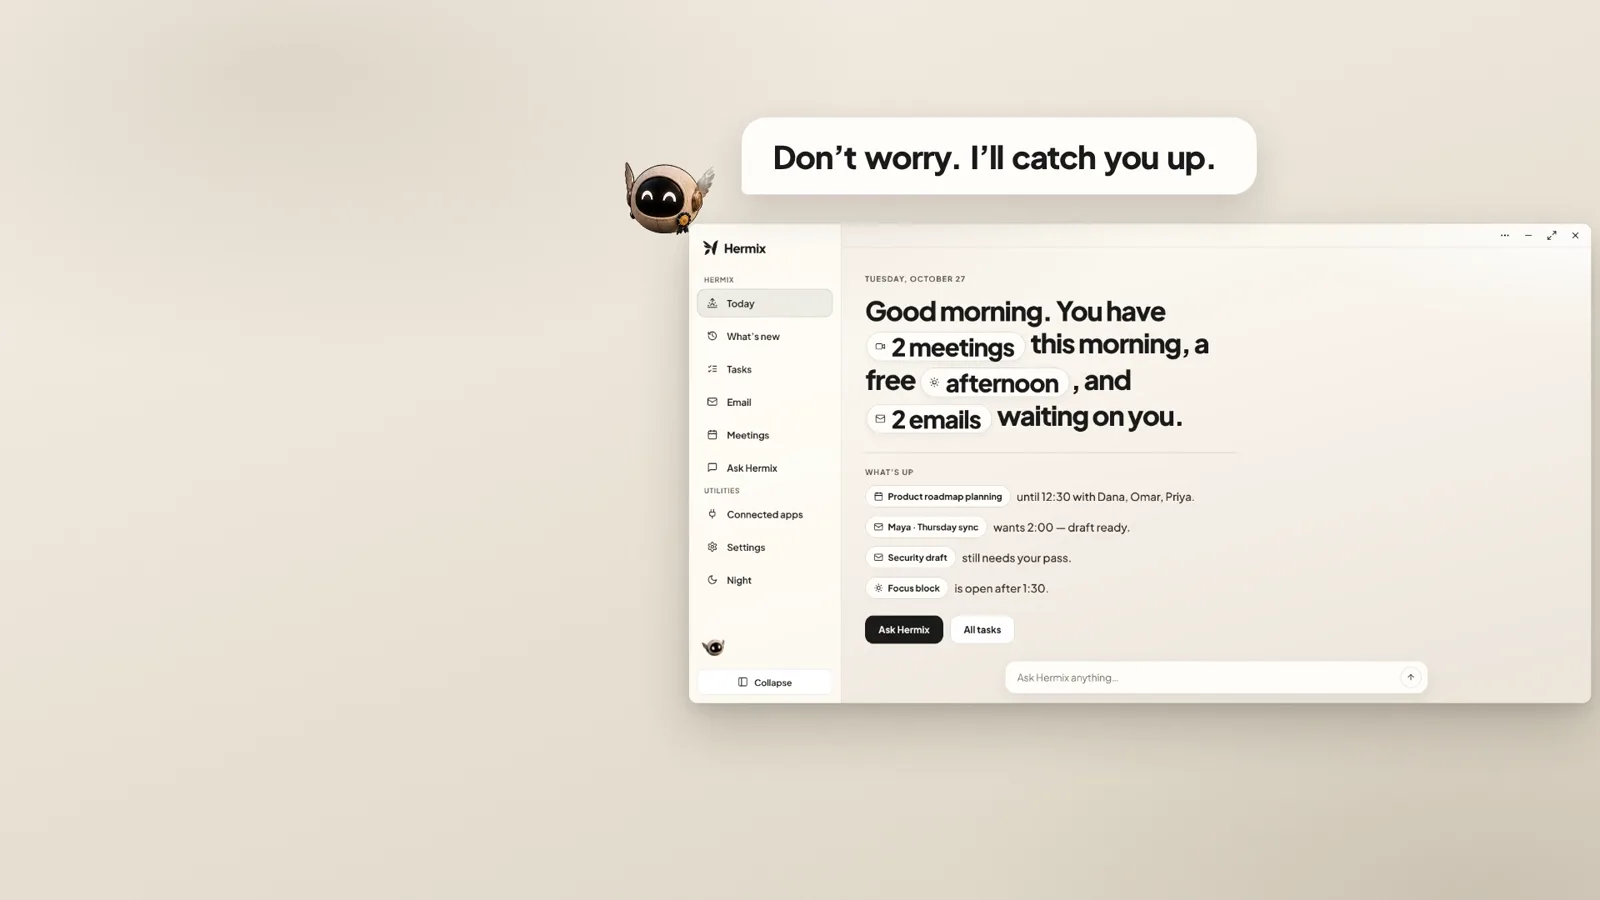 Don’t worry. I’ll catch you up.
Hermix
HERMIX
Today
What's new
Tasks
Email
Meetings
Ask Hermix
UTILITIES
Connected apps
Settings
Night
Collapse
TUESDAY, OCTOBER 27
Good morning. You have
2 meetings this morning, a
free afternoon, and
2 emails waiting on you.
WHAT'S UP
Product roadmap planning until 12:30 with Dana, Omar, Priya.
Maya · Thursday sync wants 2:00 — draft ready.
Security draft still needs your pass.
Focus block is open after 1:30.
Ask Hermix All tasks
Ask Hermix anything...